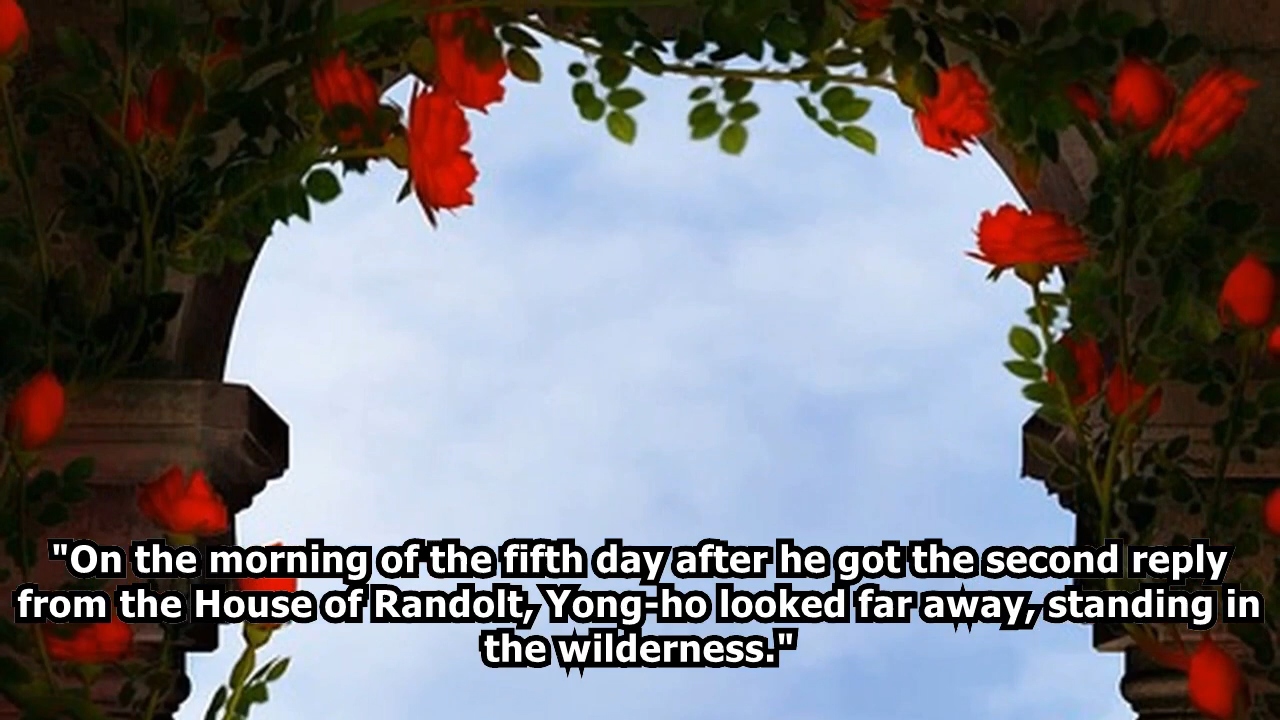 "On the morning of the fifth day after he got the second reply
from the House of Randolt, Yong-ho looked far away, standing in
the wilderness."